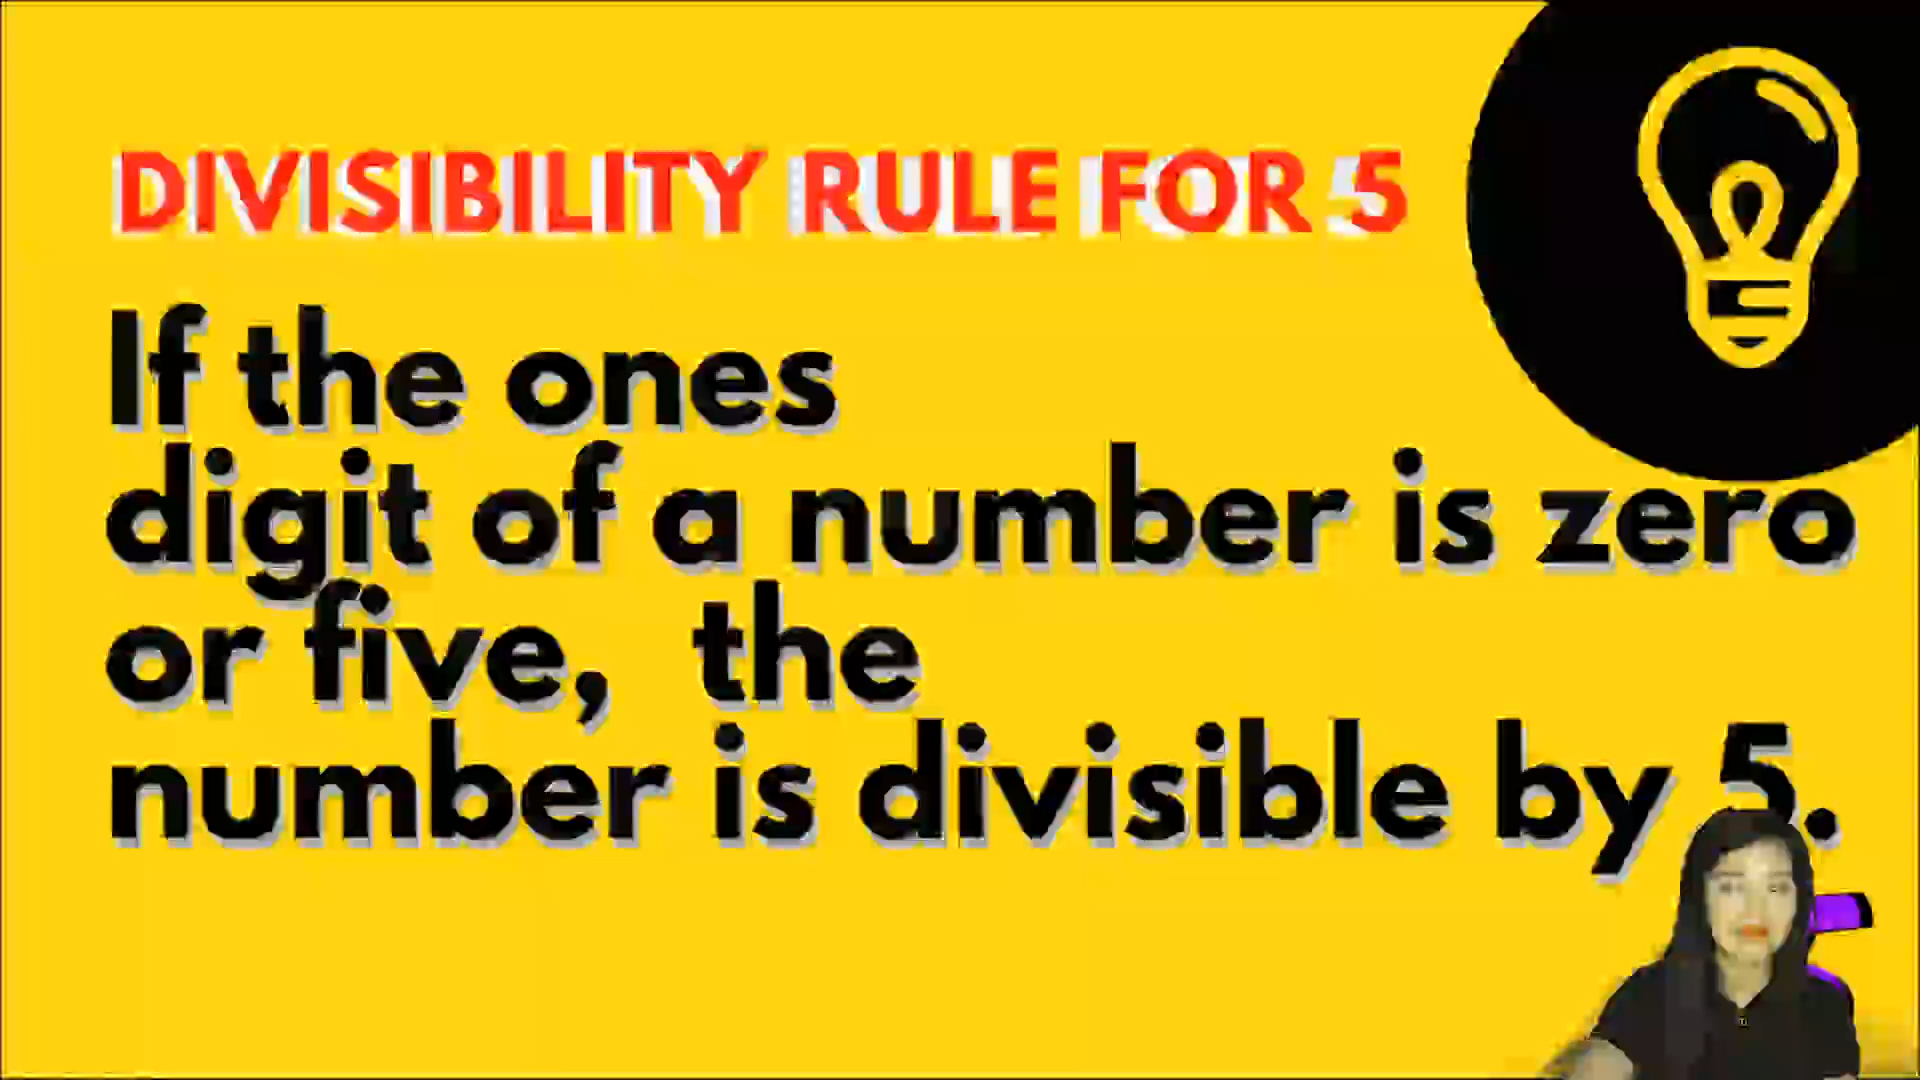 DIVISIBILITY RULE FOR 5
If the ones
digit of a number is zero
or five, the
number is divisible by 5.